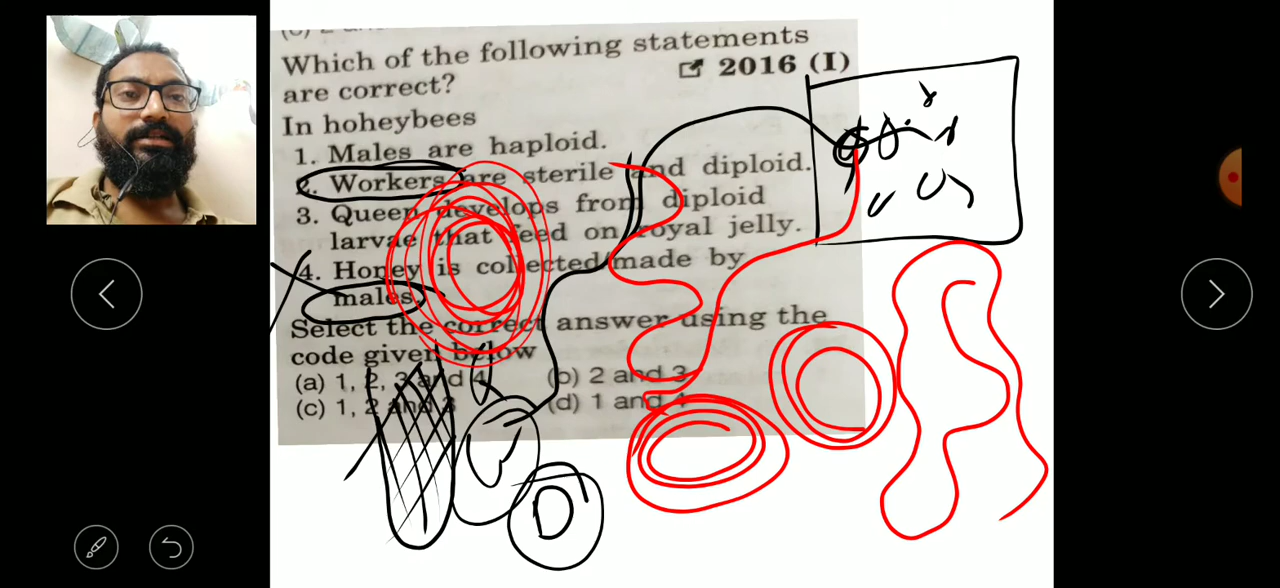 Which of the following statements
are correct?
2016 (I)
In hoheybees
1. Males are haploid.
2. Workers are sterile and diploid.
3. Queen develops from diploid
larvae that feed on royal jelly.
4. Honey is collected/made by
males.
Select the correct answer using the
code given below
(a) 1, 2, 3 and 4
(b) 2 and 3
(c) 1, 2 and 3
(d) 1 and 4
D